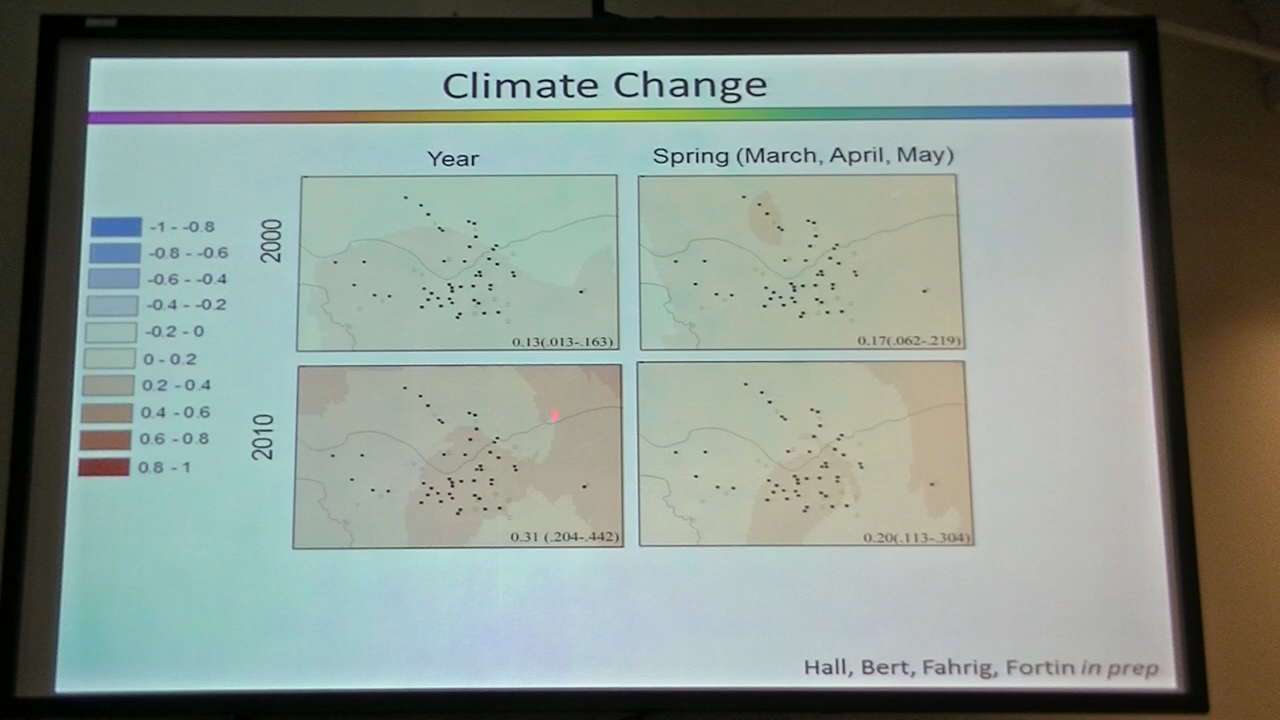 Climate Change
Year
Spring (March, April, May)
-1 - -0.8
-0.8 - -0.6
-0.6 - -0.4
-0.4 - -0.2
-0.2 - 0
0 - 0.2
0.2 - 0.4
0.4 - 0.6
0.6 - 0.8
0.8 - 1
2000
0.13(.013-.163)
0.17(.062-.219)
2010
0.31 (.204-.442)
0.20(.113-.304)
Hall, Bert, Fahrig, Fortin in prep